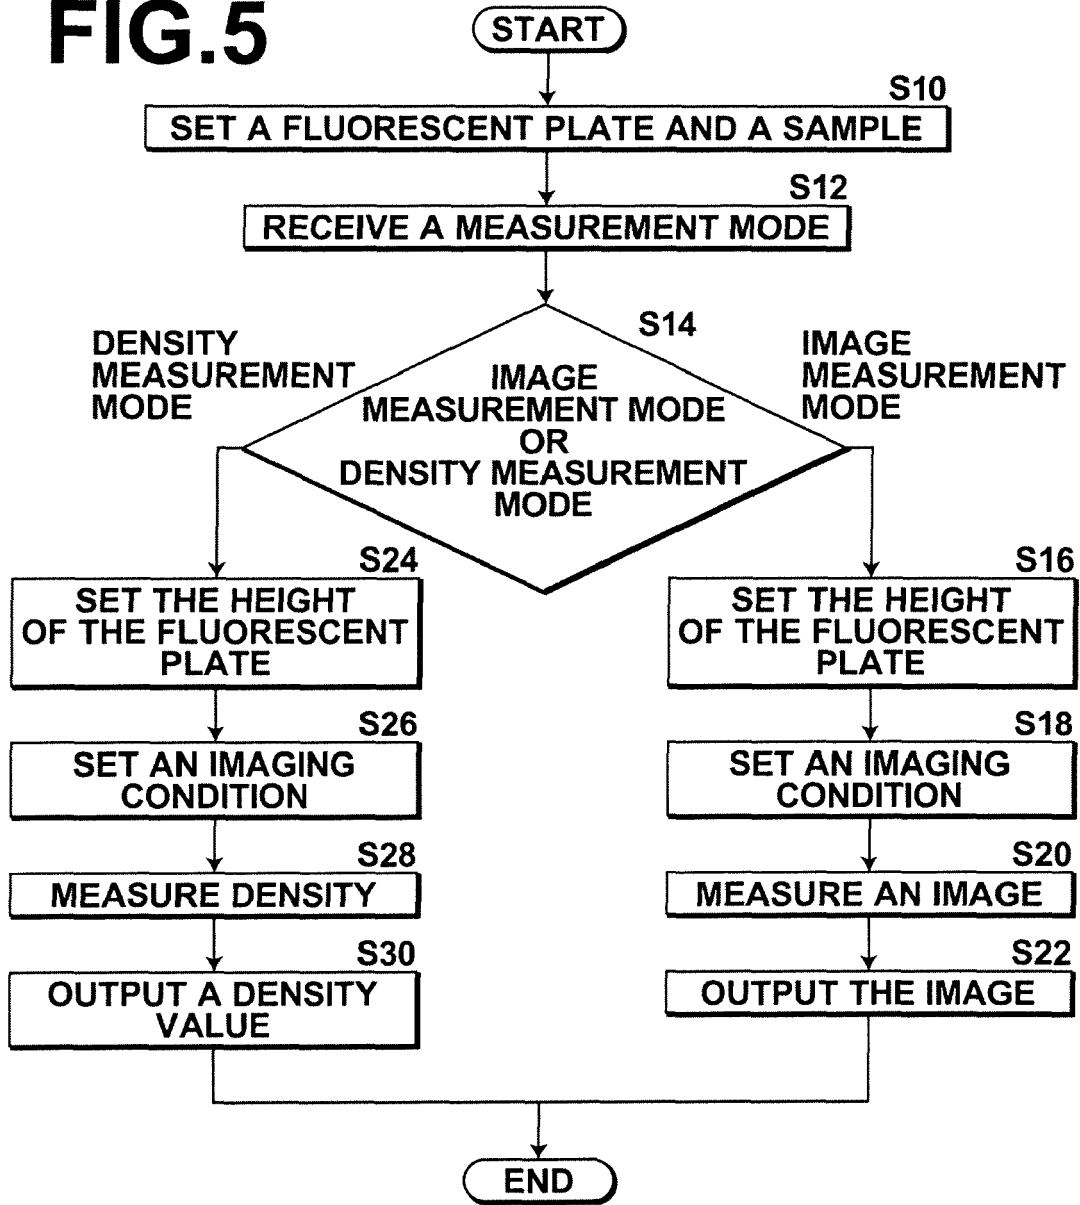 FIG.5
START
S10
SET A FLUORESCENT PLATE AND A SAMPLE
S12
RECEIVE A MEASUREMENT MODE
S14
DENSITY
MEASUREMENT
MODE
IMAGE
MEASUREMENT MODE
OR
DENSITY MEASUREMENT
MODE
IMAGE
MEASUREMENT
MODE
S24
SET THE HEIGHT
OF THE FLUORESCENT
PLATE
S26
SET AN IMAGING
CONDITION
S28
MEASURE DENSITY
S30
OUTPUT A DENSITY
VALUE
S16
SET THE HEIGHT
OF THE FLUORESCENT
PLATE
S18
SET AN IMAGING
CONDITION
S20
MEASURE AN IMAGE
S22
OUTPUT THE IMAGE
END